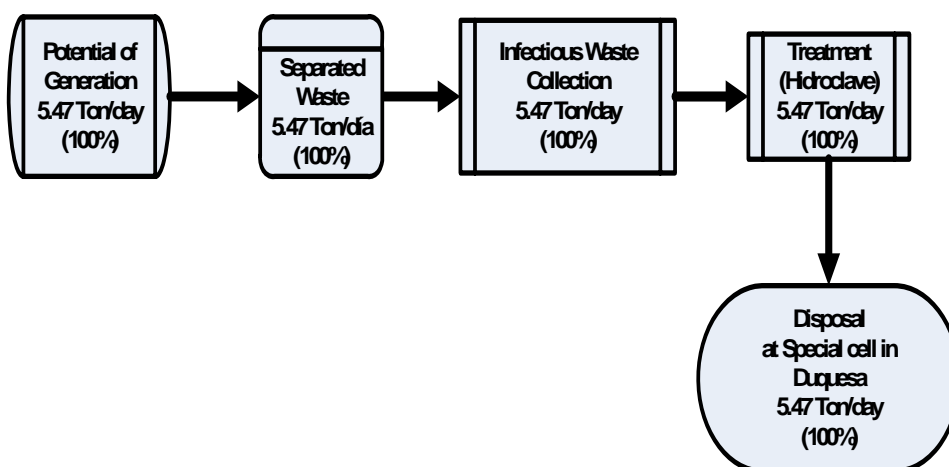 Potential of
Generation
5.47 Ton/day
(100%)
Separated
Waste
5.47 Ton/día
(100%)
Infectious Waste
Collection
5.47 Ton/day
(100%)
Treatment
(Hidroclave)
5.47 Ton/day
(100%)
Disposal
at Special cell in
Duquesa
5.47 Ton/day
(100%)